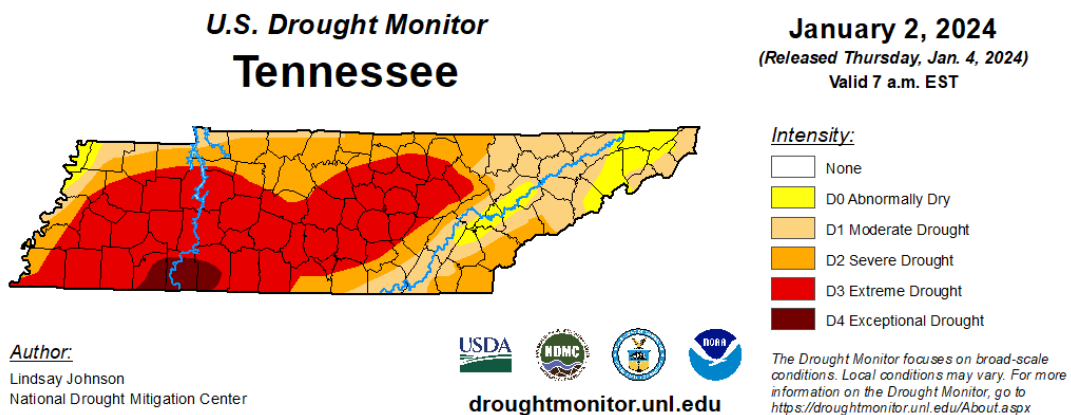 U.S. Drought Monitor
Tennessee
January 2, 2024
(Released Thursday, Jan. 4, 2024)
Valid 7 a.m. EST
Intensity:
None
D0 Abnormally Dry
D1 Moderate Drought
D2 Severe Drought
D3 Extreme Drought
D4 Exceptional Drought
Author:
Lindsay Johnson
National Drought Mitigation Center
USDA
NDMC
NOAA
droughtmonitor.unl.edu
The Drought Monitor focuses on broad-scale
conditions. Local conditions may vary. For more
information on the Drought Monitor, go to
https://droughtmonitor.unl.edu/About.aspx